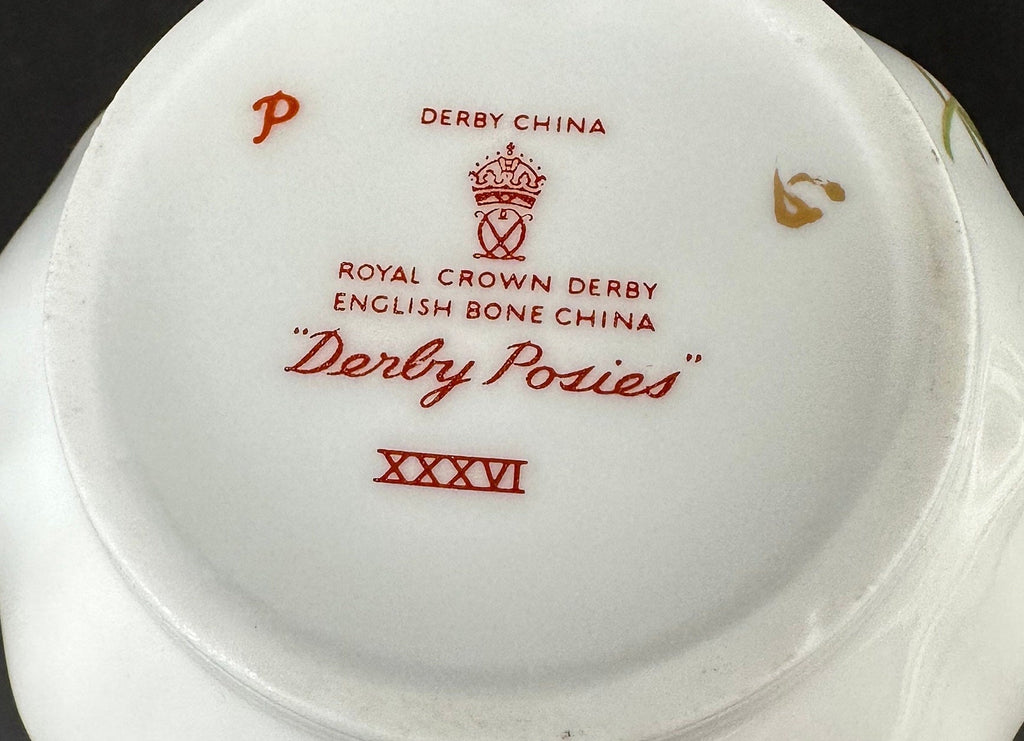 P
DERBY CHINA
ROYAL CROWN DERBY
ENGLISH BONE CHINA
"Derby Posies"
XXXVI